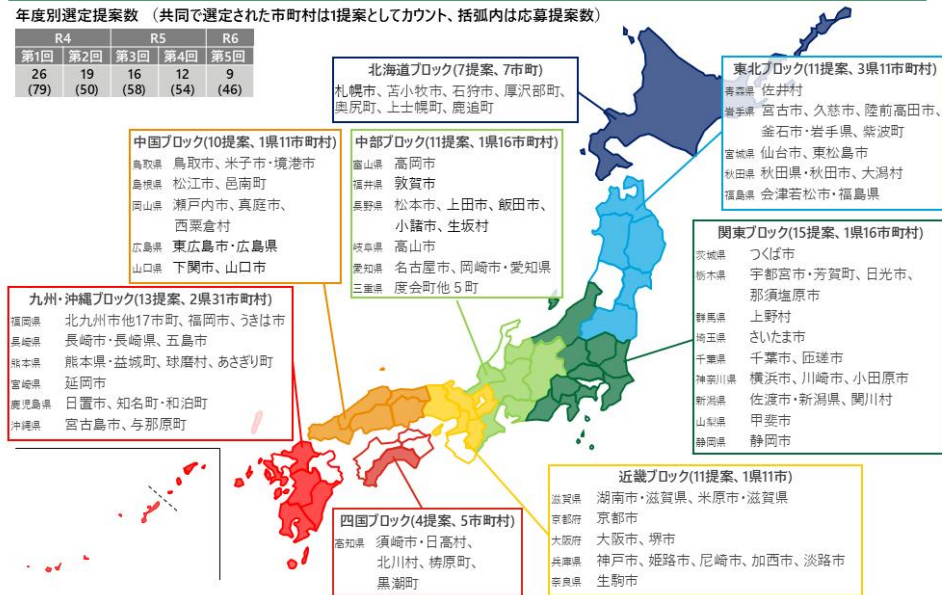 年度別選定提案数 (共同で選定された市町村は1提案としてカウント、括弧内は応募提案数)
R4 R5 R6
第1回 第2回 第3回 第4回 第5回
26 19 16 12 9
(79) (50) (58) (54) (46)
北海道ブロック(7提案、7市町)
札幌市、苫小牧市、石狩市、厚沢部町、
奥尻町、上士幌町、鹿追町
東北ブロック(11提案、3県11市町村)
青森県 佐井村
岩手県 宮古市、久慈市、陸前高田市、
釜石市・岩手県、紫波町
宮城県 仙台市、東松島市
秋田県 秋田県・秋田市、大潟村
福島県 会津若松市・福島県
中国ブロック(10提案、1県11市町村)
鳥取県 鳥取市、米子市・境港市
島根県 松江市、邑南町
岡山県 瀬戸内市、真庭市、
西粟倉村
広島県 東広島市・広島県
山口県 下関市、山口市
中部ブロック(11提案、1県16市町村)
富山県 高岡市
福井県 敦賀市
長野県 松本市、上田市、飯田市、
小諸市、生坂村
岐阜県 高山市
愛知県 名古屋市、岡崎市・愛知県
三重県 度会町他5町
関東ブロック(15提案、1県16市町村)
茨城県 つくば市
栃木県 宇都宮市・芳賀町、日光市、
那須塩原市
群馬県 上野村
埼玉県 さいたま市
千葉県 千葉市、匝瑳市
神奈川県 横浜市、川崎市、小田原市
新潟県 佐渡市・新潟県、関川村
山梨県 甲斐市
静岡県 静岡市
九州・沖縄ブロック(13提案、2県31市町村)
福岡県 北九州市他17市町、福岡市、うきは市
長崎県 長崎市・長崎県、五島市
熊本県 熊本県・益城町、球磨村、あさぎり町
宮崎県 延岡市
鹿児島県 日置市、知名町・和泊町
沖縄県 宮古島市、与那原町
四国ブロック(4提案、5市町村)
高知県 須崎市・日高村、
北川村、梼原町、
黒潮町
近畿ブロック(11提案、1県11市)
滋賀県 湖南市・滋賀県、米原市・滋賀県
京都府 京都市
大阪府 大阪市、堺市
兵庫県 神戸市、姫路市、尼崎市、加西市、淡路市
奈良県 生駒市